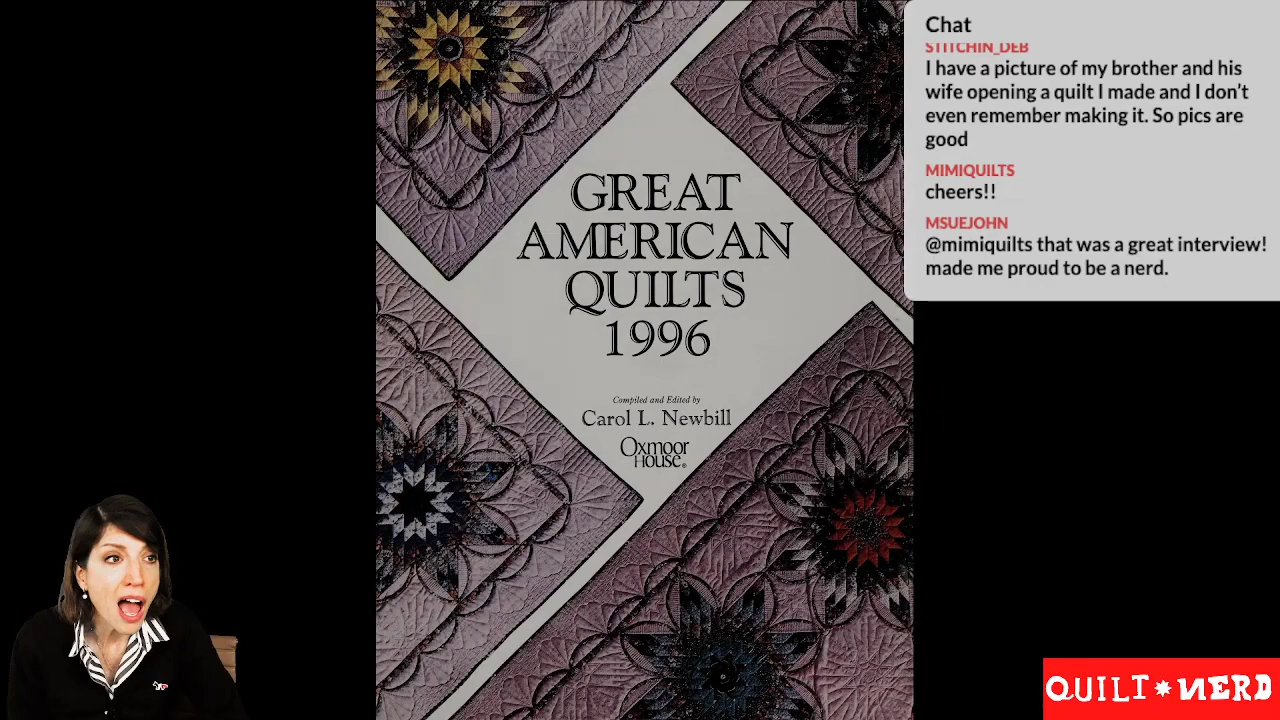 GREAT
AMERICAN
QUILTS
1996
Compiled and Edited by
Carol L. Newbill
Oxmoor
House®
Chat
STITCHIN_DEB
I have a picture of my brother and his
wife opening a quilt I made and I don't
even remember making it. So pics are
good
MIMIQUILTS
cheers!!
MSUEJOHN
@mimiquilts that was a great interview!
made me proud to be a nerd.
QUILT*NERD